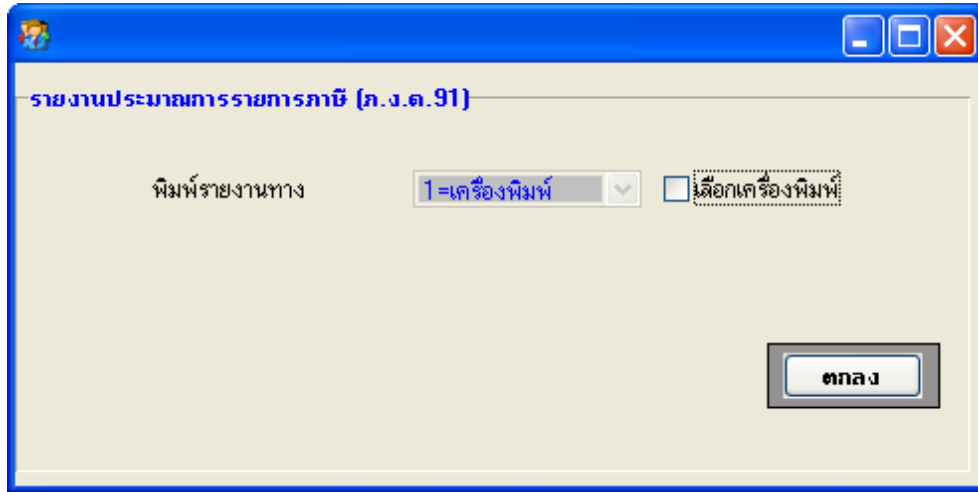 รายงานประมาณการรายการภาษี (ภ.ง.ด.91)
พิมพ์รายงานทาง 1=เครื่องพิมพ์ เลือกเครื่องพิมพ์
ตกลง